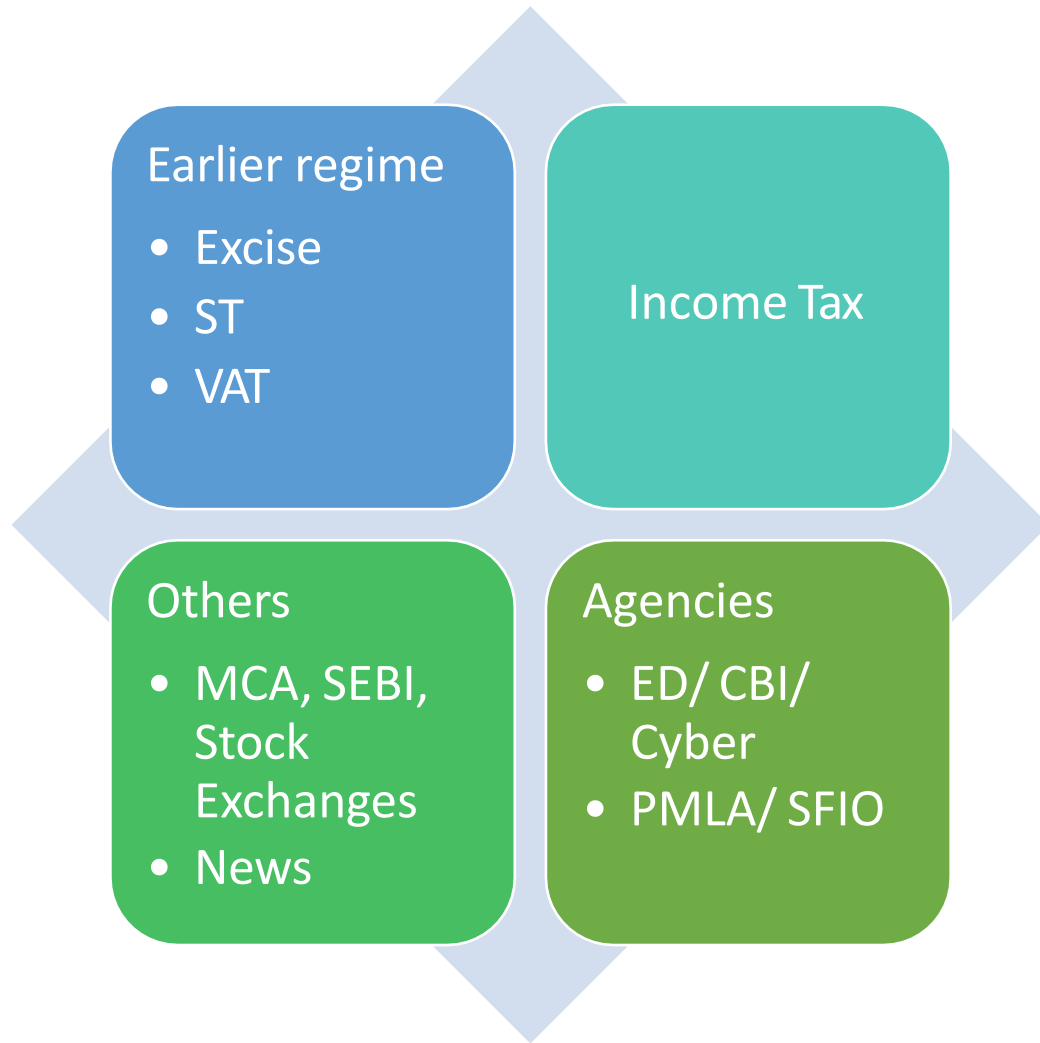 Earlier regime
• Excise
• ST
• VAT
Income Tax
Others
• MCA, SEBI,
Stock
Exchanges
• News
Agencies
• ED/ CBI/
Cyber
• PMLA/ SFIO